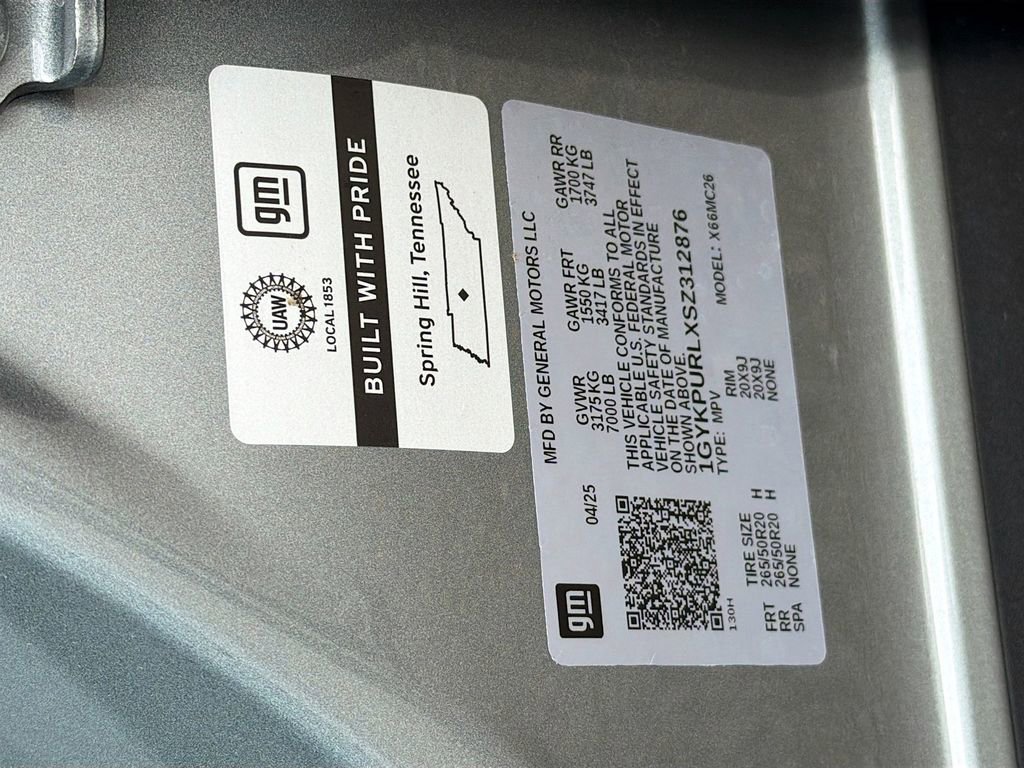 gm
UAW
LOCAL 1853
BUILT WITH PRIDE
Spring Hill, Tennessee
gm
MFD BY GENERAL MOTORS LLC
04/25
GVWR GAWR FRT GAWR RR
3175 KG 1550 KG 1700 KG
7000 LB 3417 LB 3747 LB
THIS VEHICLE CONFORMS TO ALL
APPLICABLE U.S. FEDERAL MOTOR
VEHICLE SAFETY STANDARDS IN EFFECT
ON THE DATE OF MANUFACTURE
SHOWN ABOVE.
1GYKPURLXSZ312876
TYPE: MPV MODEL: X66MC26
130H
TIRE SIZE RIM
FRT 265/50R20 H 20X9J
RR 265/50R20 H 20X9J
SPA NONE NONE